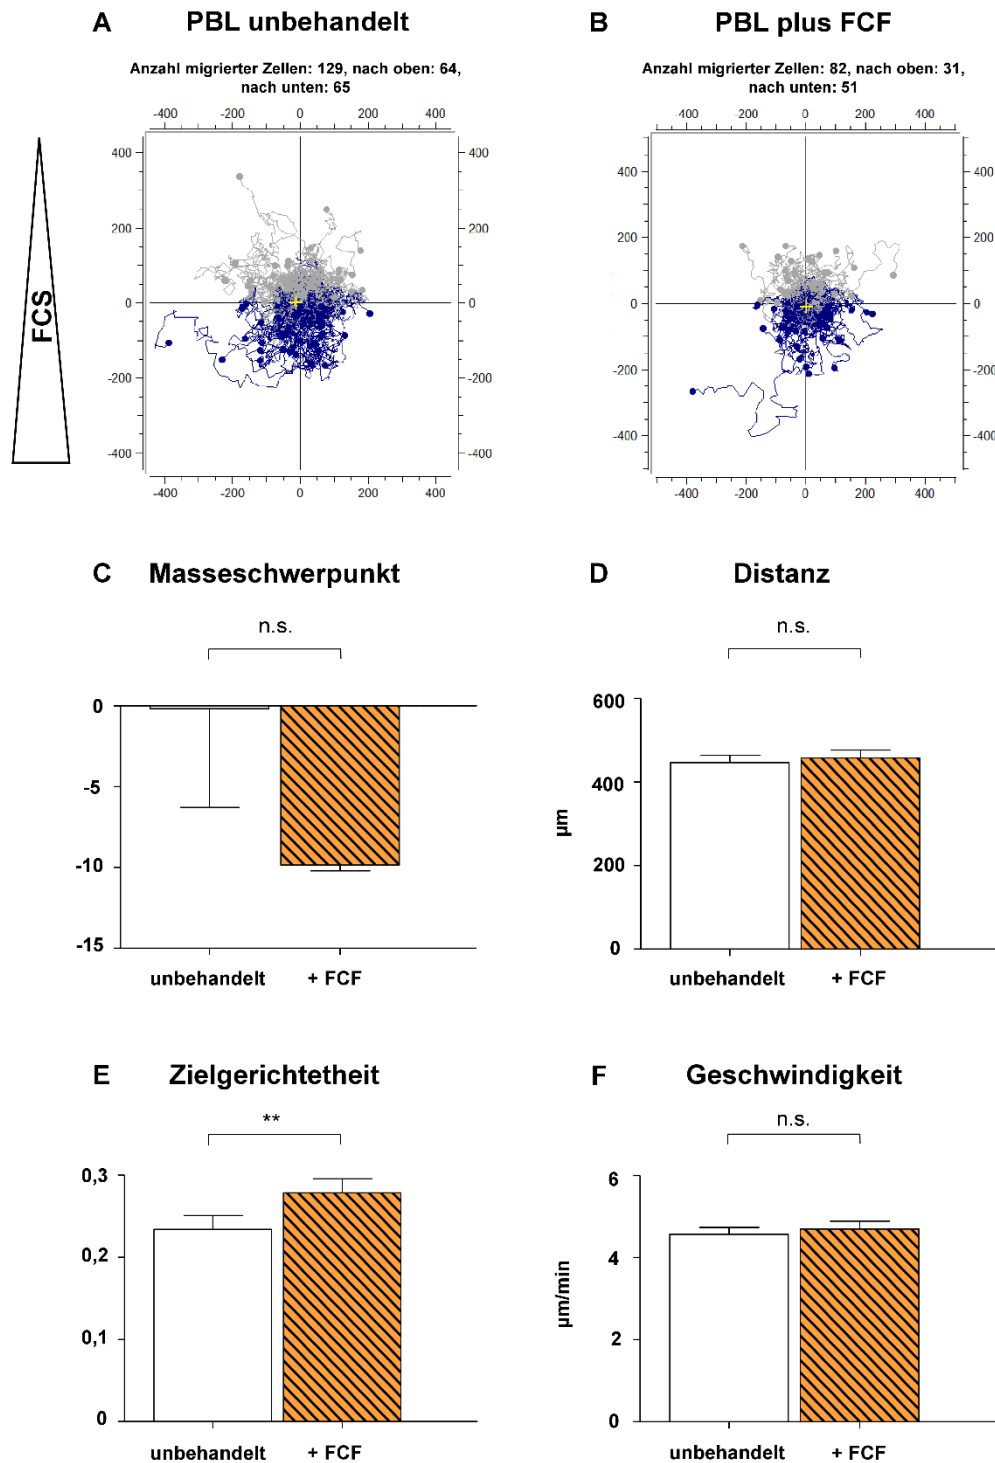 A PBL unbehandelt
Anzahl migrierter Zellen: 129, nach oben: 64,
nach unten: 65
-400 -200 0 200 400
400 400
200 200
0 0
-200 -200
-400 -400
-400 -200 0 200 400
FCS
B PBL plus FCF
Anzahl migrierter Zellen: 82, nach oben: 31,
nach unten: 51
-400 -200 0 200 400
400 400
200 200
0 0
-200 -200
-400 -400
-400 -200 0 200 400
C Masseschwerpunkt
n.s.
0
-5
-10
-15
unbehandelt + FCF
D Distanz
n.s.
600
400
200
0
µm
unbehandelt + FCF
E Zielgerichtetheit
**
0,3
0,2
0,1
0
unbehandelt + FCF
F Geschwindigkeit
n.s.
6
4
2
0
µm/min
unbehandelt + FCF